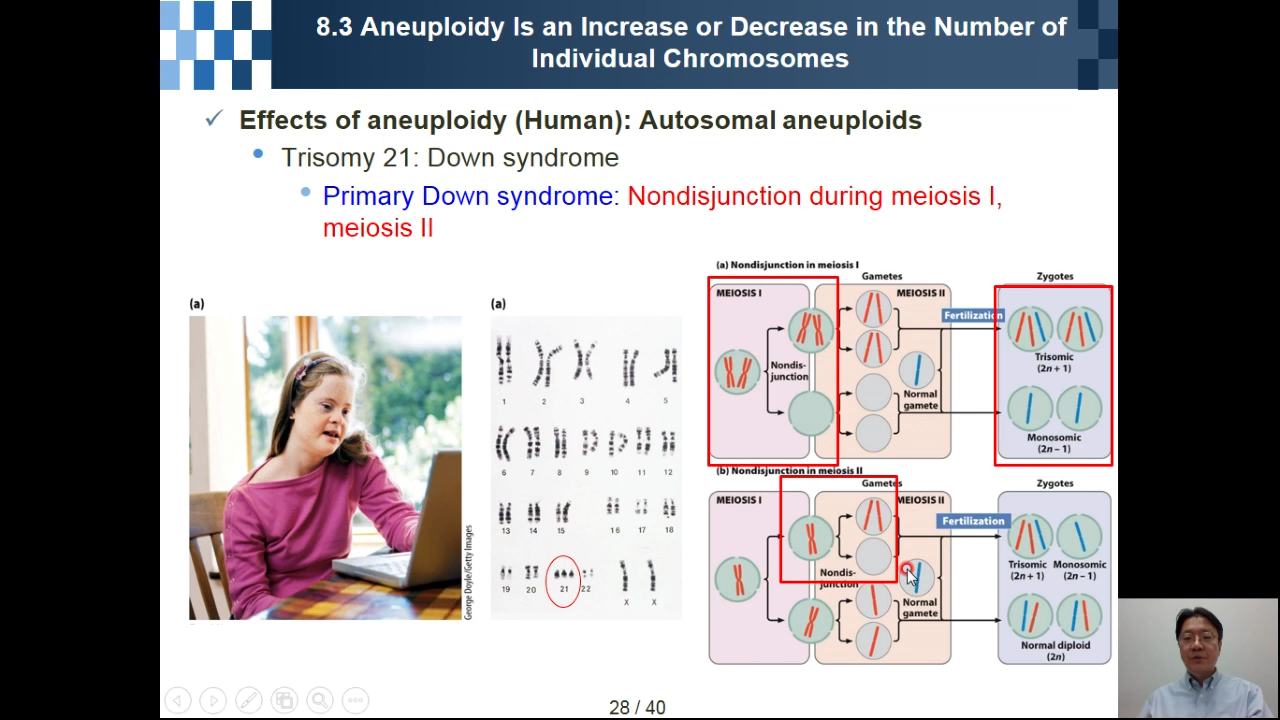 8.3 Aneuploidy Is an Increase or Decrease in the Number of
Individual Chromosomes
Effects of aneuploidy (Human): Autosomal aneuploids
Trisomy 21: Down syndrome
Primary Down syndrome: Nondisjunction during meiosis I,
meiosis II
(a)
George Doyle/Getty Images
(a)
1 2 3 4 5
6 7 8 9 10 11 12
13 14 15 16 17 18
19 20 21 22 X X
(a) Nondisjunction in meiosis I
Gametes
Zygotes
MEIOSIS I
MEIOSIS II
Fertilization
Nondis-
junction
Normal
gamete
Trisomic
(2n + 1)
Monosomic
(2n – 1)
(b) Nondisjunction in meiosis II
Gametes
Zygotes
MEIOSIS I
MEIOSIS II
Fertilization
Nondis-
junction
Normal
gamete
Trisomic
(2n + 1)
Monosomic
(2n – 1)
Normal diploid
(2n)
28 / 40